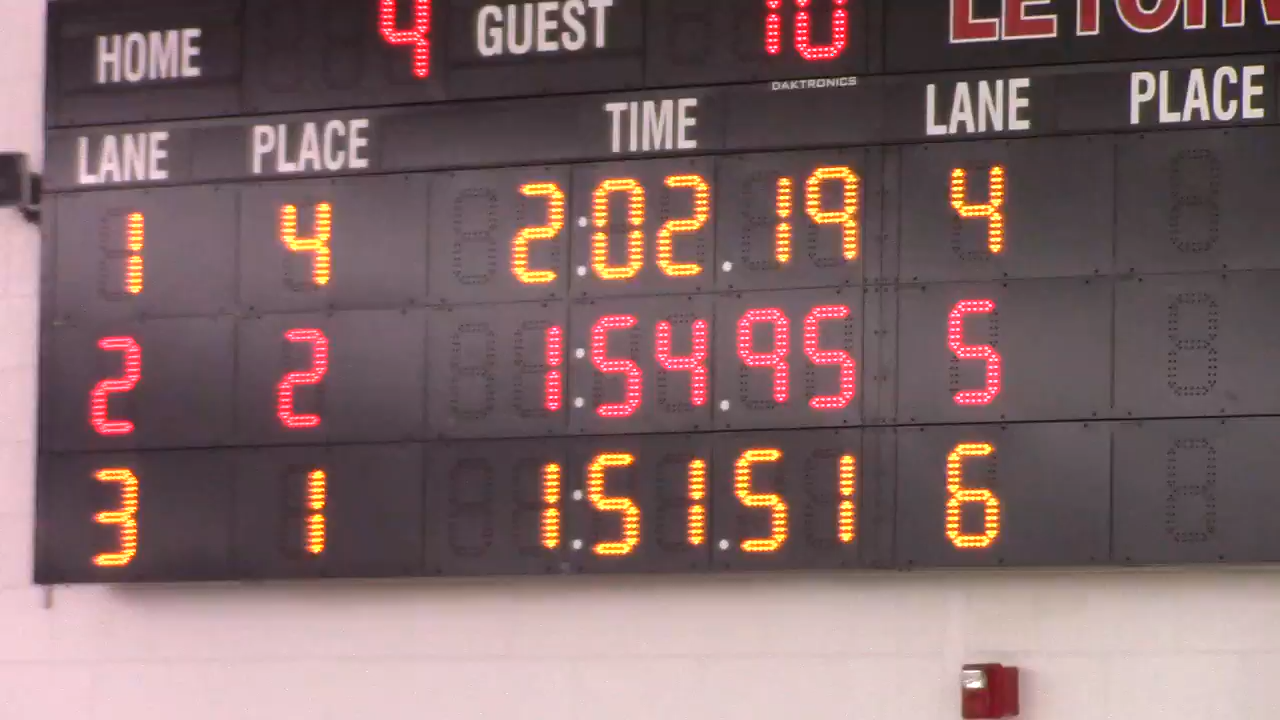 HOME 4 GUEST 10
DAKTRONICS
LANE PLACE TIME LANE PLACE
1 4 2:02.19 4
2 2 1:54.95 5
3 1 1:51.51 6